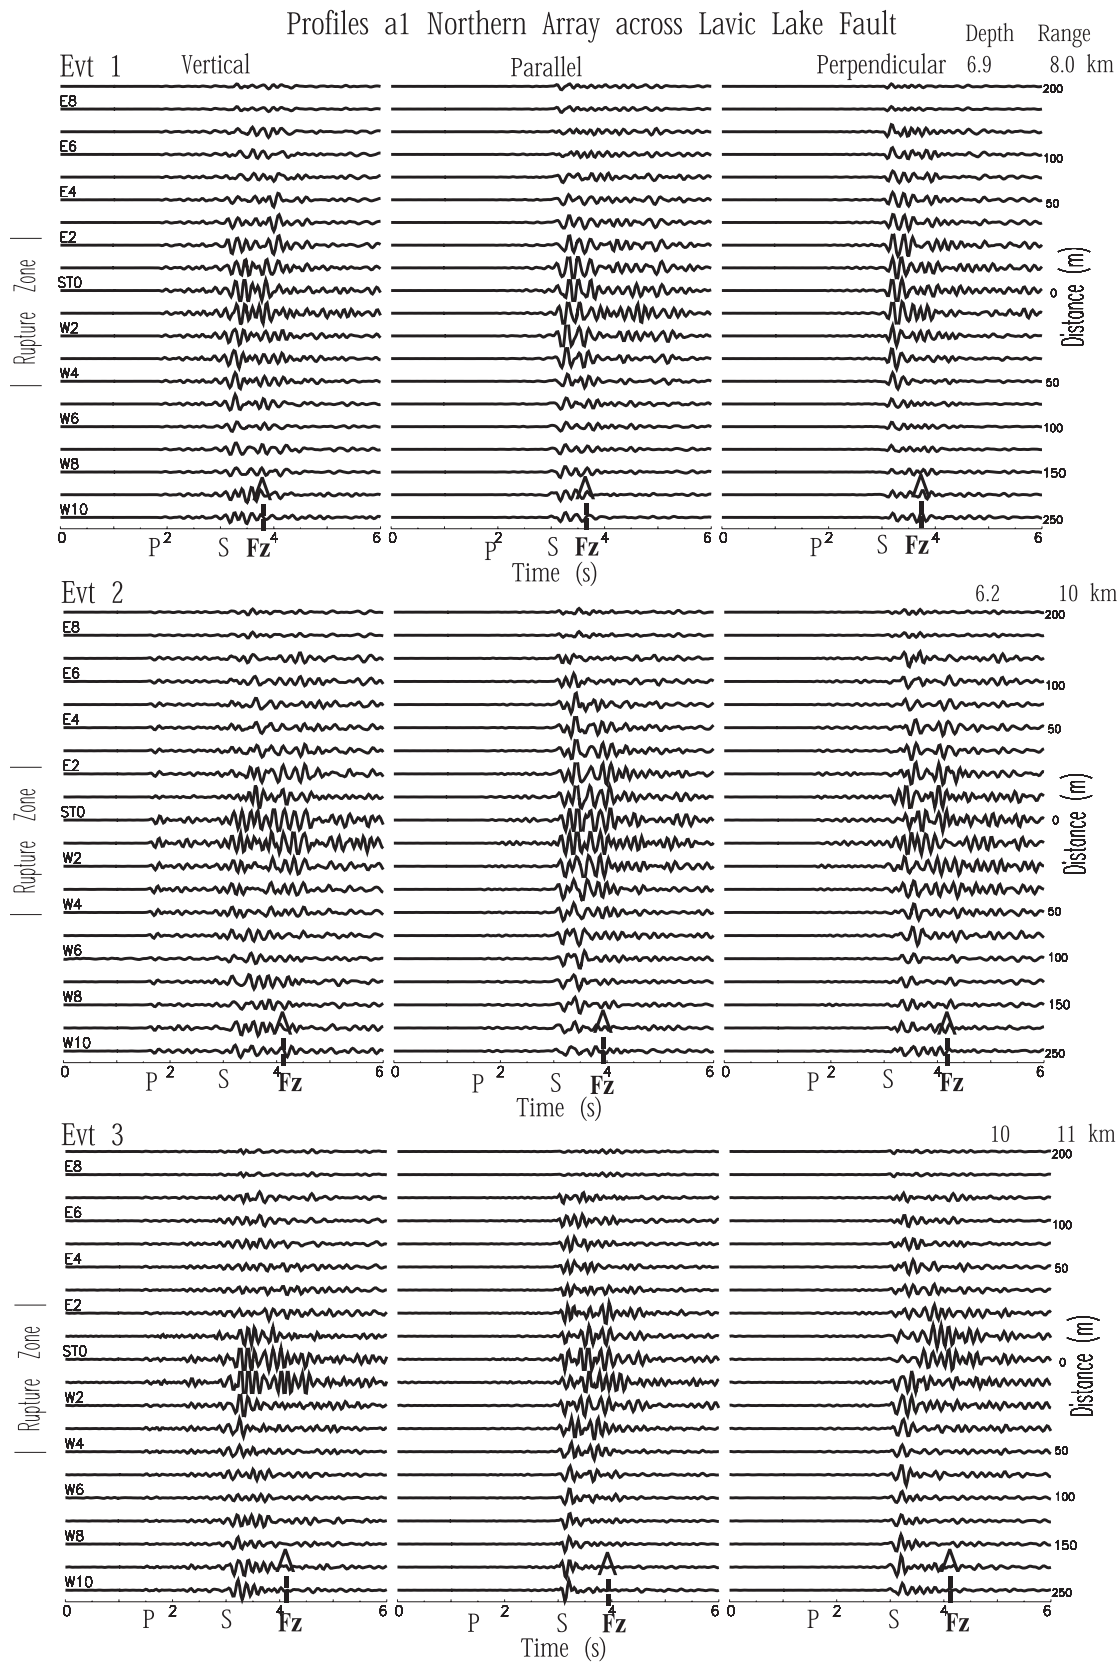 Profiles a1 Northern Array across Lavic Lake Fault
Depth Range
Evt 1 Vertical Parallel Perpendicular 6.9 8.0 km
200
E8
E6 100
E4 50
E2
ST0 0
W2
W4 50
W6 100
W8 150
W10 250
Rupture Zone
Distance (m)
0 2 4 6 0 2 4 6 0 2 4 6
P S Fz P S Fz P S Fz
Time (s)
Evt 2 6.2 10 km
200
E8
E6 100
E4 50
E2
ST0 0
W2
W4 50
W6 100
W8 150
W10 250
Rupture Zone
Distance (m)
0 2 4 6 0 2 4 6 0 2 4 6
P S Fz P S Fz P S Fz
Time (s)
Evt 3 10 11 km
200
E8
E6 100
E4 50
E2
ST0 0
W2
W4 50
W6 100
W8 150
W10 250
Rupture Zone
Distance (m)
0 2 4 6 0 2 4 6 0 2 4 6
P S Fz P S Fz P S Fz
Time (s)